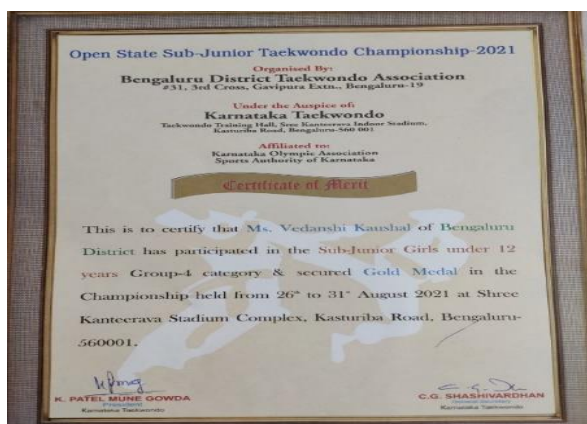 Open State Sub-Junior Taekwondo Championship-2021
Organised By:
Bengaluru District Taekwondo Association
#31, 3rd Cross, Gavipura Extn., Bengaluru-19
Under the Auspice of:
Karnataka Taekwondo
Taekwondo Training Hall, Sree Kanteerava Indoor Stadium,
Kasturiba Road, Bengaluru-560 001
Affiliated to:
Karnataka Olympic Association
Sports Authority of Karnataka
Certificate of Merit
This is to certify that Ms. Vedanshi Kaushal of Bengaluru
District has participated in the Sub-Junior Girls under 12
years Group-4 category & secured Gold Medal in the
Championship held from 26th to 31st August 2021 at Shree
Kanteerava Stadium Complex, Kasturiba Road, Bengaluru-
560001.
K. PATEL MUNE GOWDA
President
Karnataka Taekwondo
C.G. SHASHIVARDHAN
General Secretary
Karnataka Taekwondo